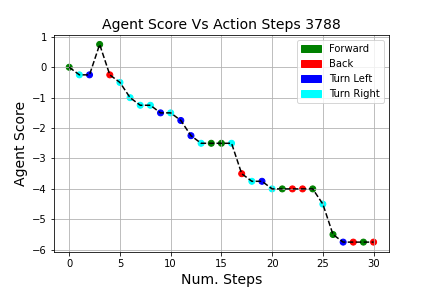 Agent Score Vs Action Steps 3788
1
0
−1
−2
−3
−4
−5
−6
Agent Score
Forward
Back
Turn Left
Turn Right
0 5 10 15 20 25 30
Num. Steps